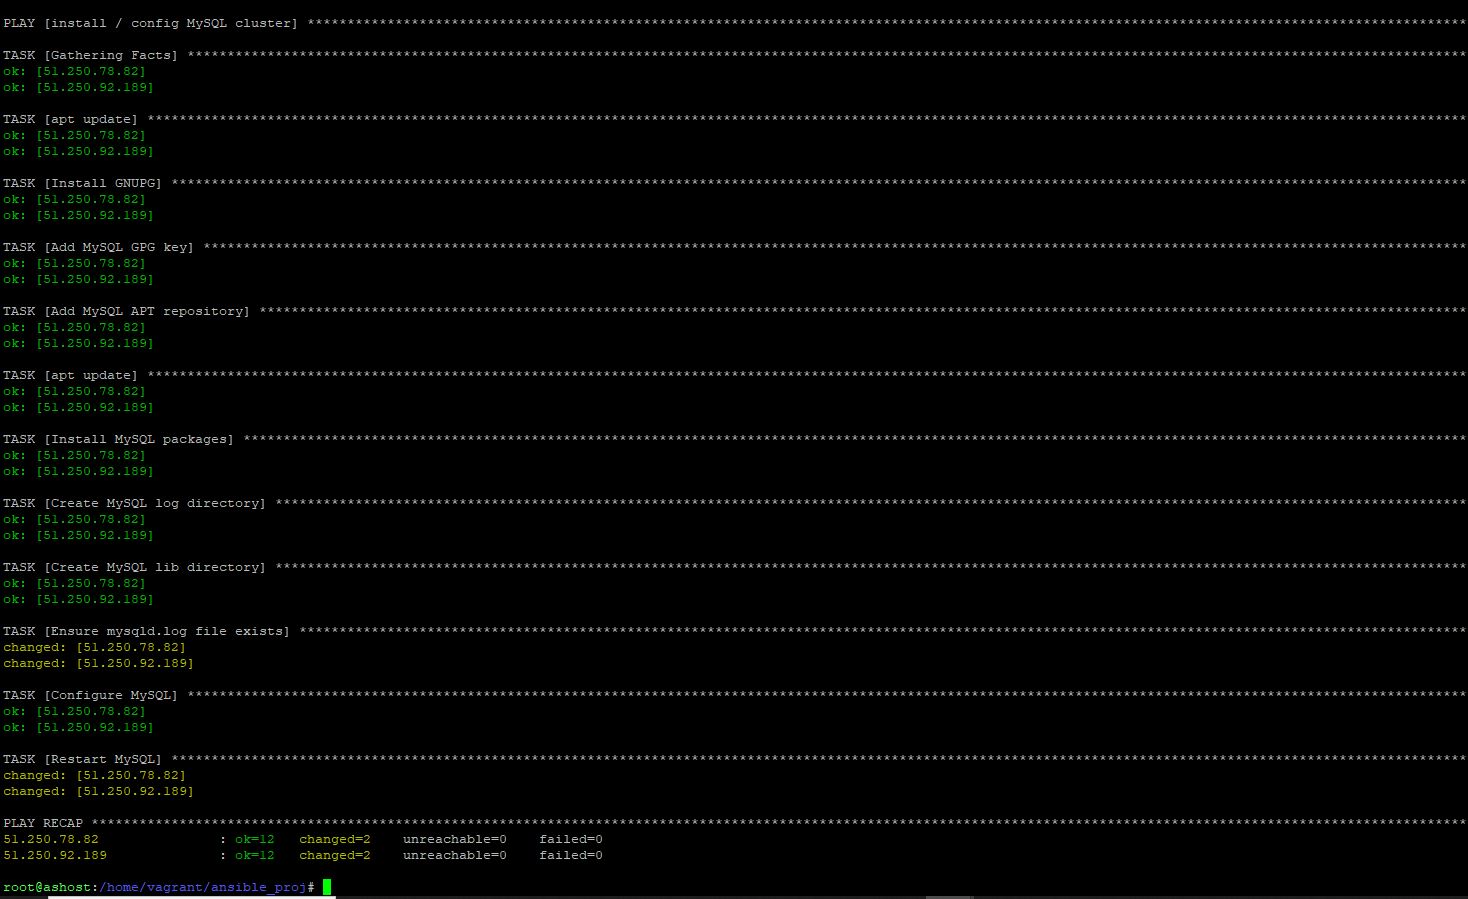 PLAY [install / config MySQL cluster] ****************************************************************************************************************************************************
TASK [Gathering Facts] *******************************************************************************************************************************************************************
ok: [51.250.78.82]
ok: [51.250.92.189]
TASK [apt update] ************************************************************************************************************************************************************************
ok: [51.250.78.82]
ok: [51.250.92.189]
TASK [Install GNUPG] *********************************************************************************************************************************************************************
ok: [51.250.78.82]
ok: [51.250.92.189]
TASK [Add MySQL GPG key] *****************************************************************************************************************************************************************
ok: [51.250.78.82]
ok: [51.250.92.189]
TASK [Add MySQL APT repository] **********************************************************************************************************************************************************
ok: [51.250.78.82]
ok: [51.250.92.189]
TASK [apt update] ************************************************************************************************************************************************************************
ok: [51.250.78.82]
ok: [51.250.92.189]
TASK [Install MySQL packages] ************************************************************************************************************************************************************
ok: [51.250.78.82]
ok: [51.250.92.189]
TASK [Create MySQL log directory] ********************************************************************************************************************************************************
ok: [51.250.78.82]
ok: [51.250.92.189]
TASK [Create MySQL lib directory] ********************************************************************************************************************************************************
ok: [51.250.78.82]
ok: [51.250.92.189]
TASK [Ensure mysqld.log file exists] *****************************************************************************************************************************************************
changed: [51.250.78.82]
changed: [51.250.92.189]
TASK [Configure MySQL] *******************************************************************************************************************************************************************
ok: [51.250.78.82]
ok: [51.250.92.189]
TASK [Restart MySQL] *********************************************************************************************************************************************************************
changed: [51.250.78.82]
changed: [51.250.92.189]
PLAY RECAP *******************************************************************************************************************************************************************************
51.250.78.82               : ok=12   changed=2    unreachable=0    failed=0
51.250.92.189              : ok=12   changed=2    unreachable=0    failed=0
root@ashost:/home/vagrant/ansible_proj#